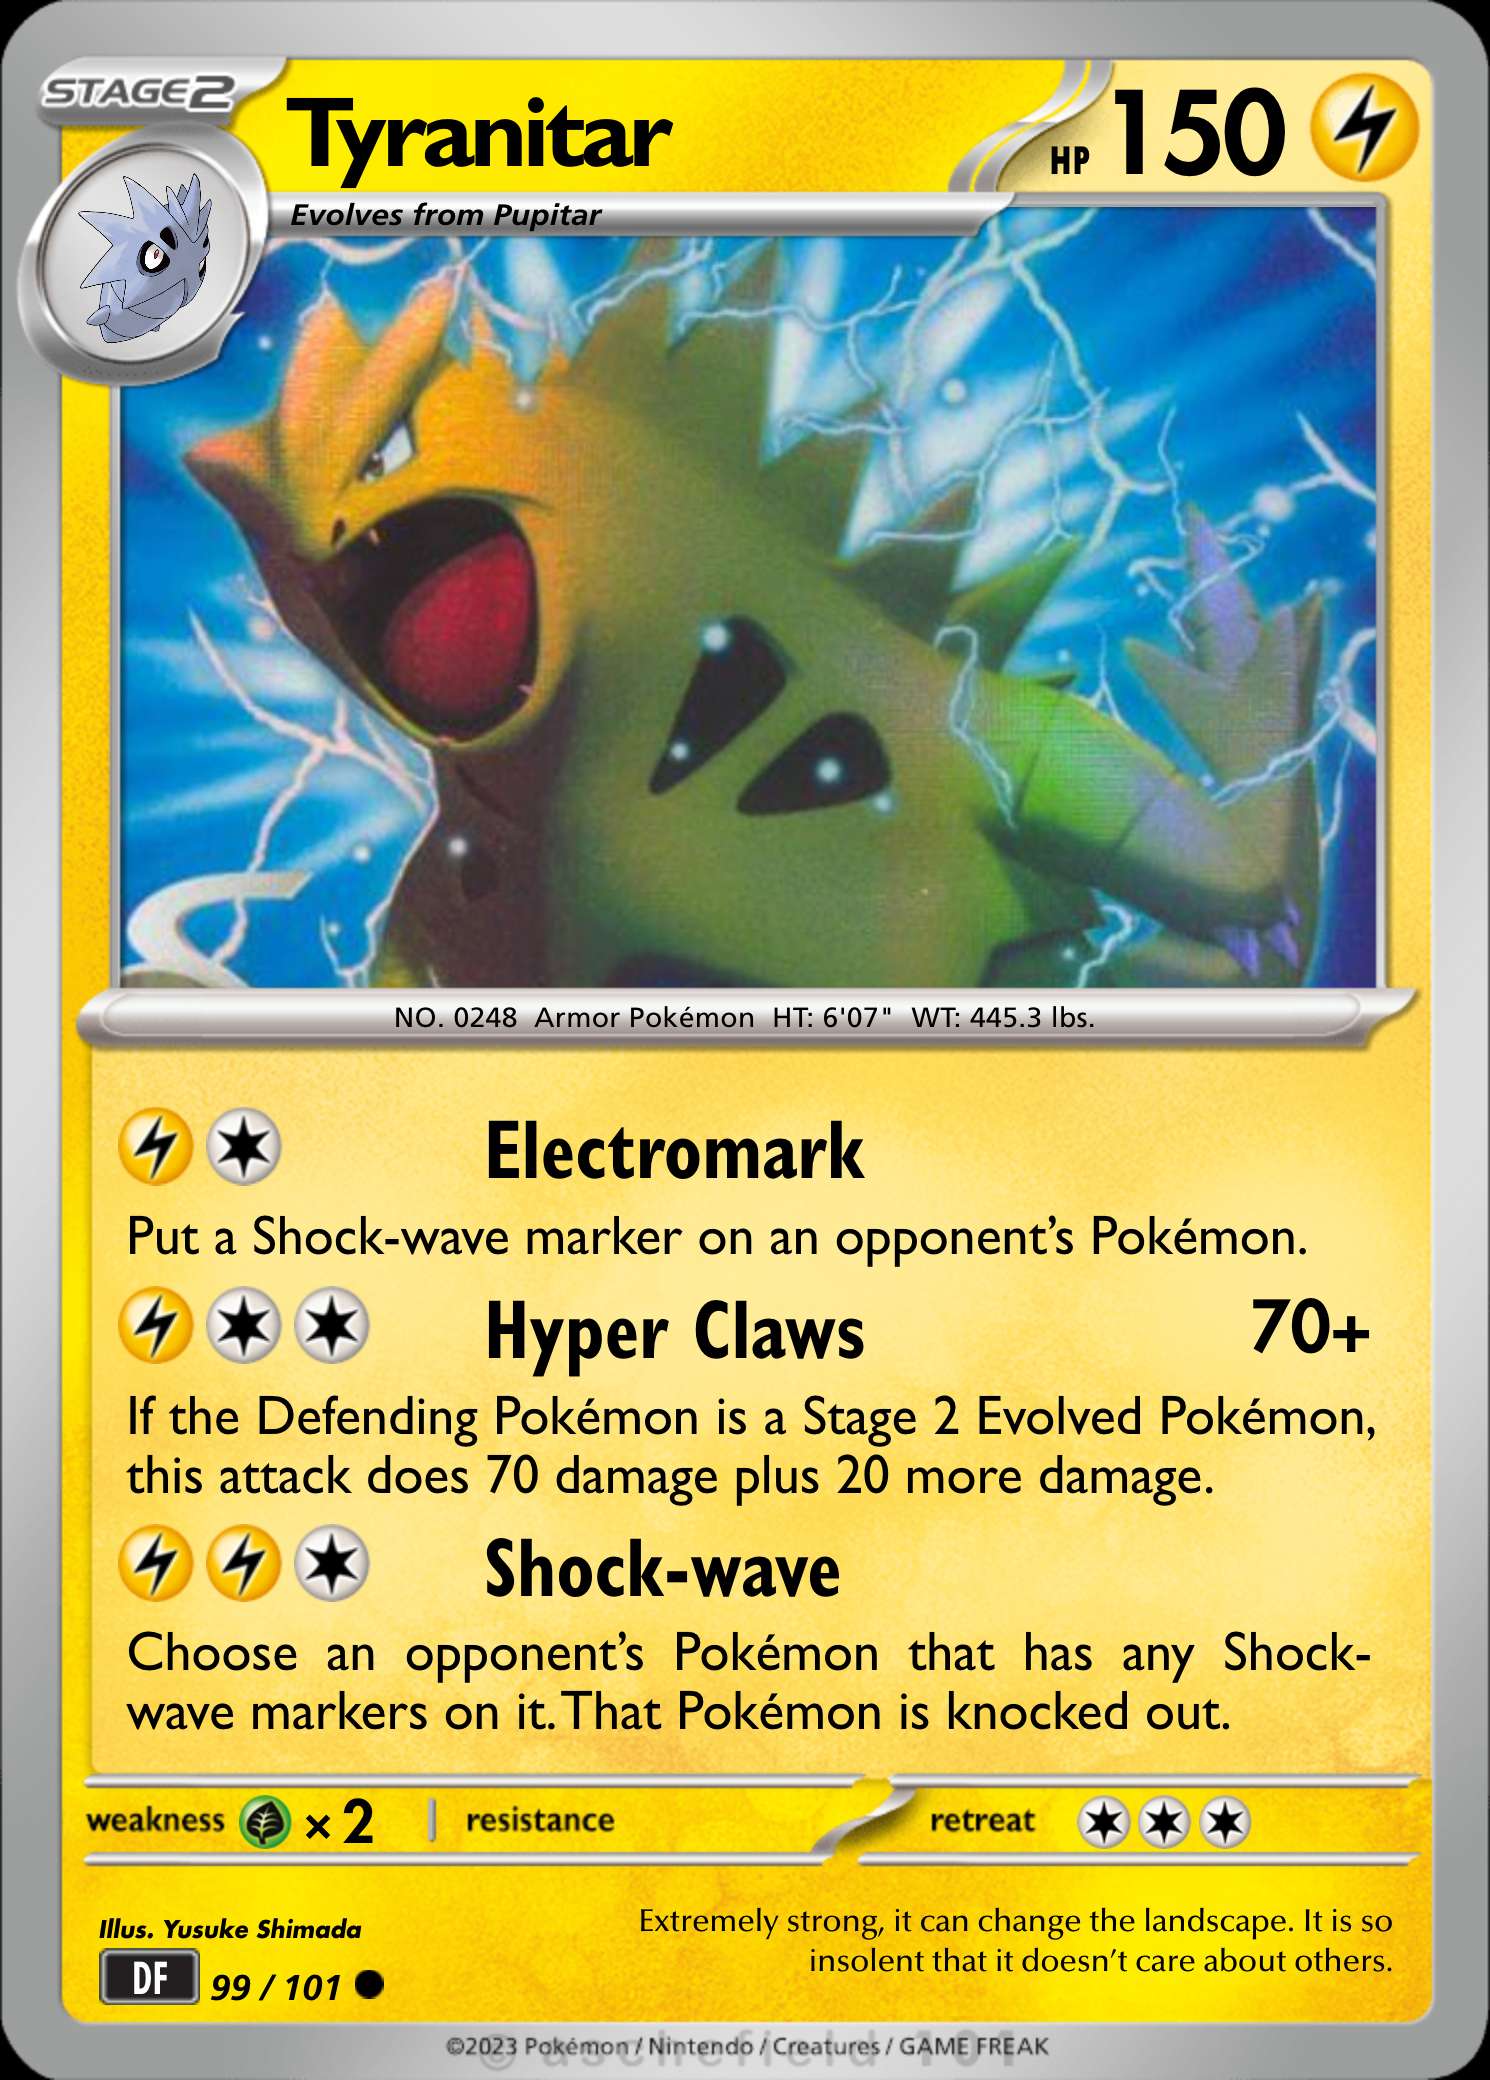 STAGE2
Tyranitar
HP 150
Evolves from Pupitar
NO. 0248 Armor Pokémon HT: 6'07" WT: 445.3 lbs.
Electromark
Put a Shock-wave marker on an opponent's Pokémon.
Hyper Claws 70+
If the Defending Pokémon is a Stage 2 Evolved Pokémon,
this attack does 70 damage plus 20 more damage.
Shock-wave
Choose an opponent's Pokémon that has any Shock-
wave markers on it. That Pokémon is knocked out.
weakness × 2 resistance retreat
Illus. Yusuke Shimada
DF 99 / 101
Extremely strong, it can change the landscape. It is so
insolent that it doesn't care about others.
©2023 Pokémon / Nintendo / Creatures / GAME FREAK